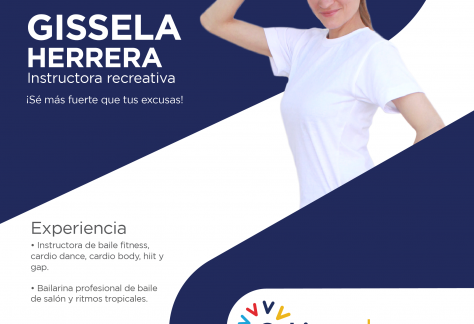 GISSELA
HERRERA
Instructora recreativa
¡Sé más fuerte que tus excusas!
Experiencia
• Instructora de baile fitness,
cardio dance, cardio body, hiit y
gap.
• Bailarina profesional de baile
de salón y ritmos tropicales.